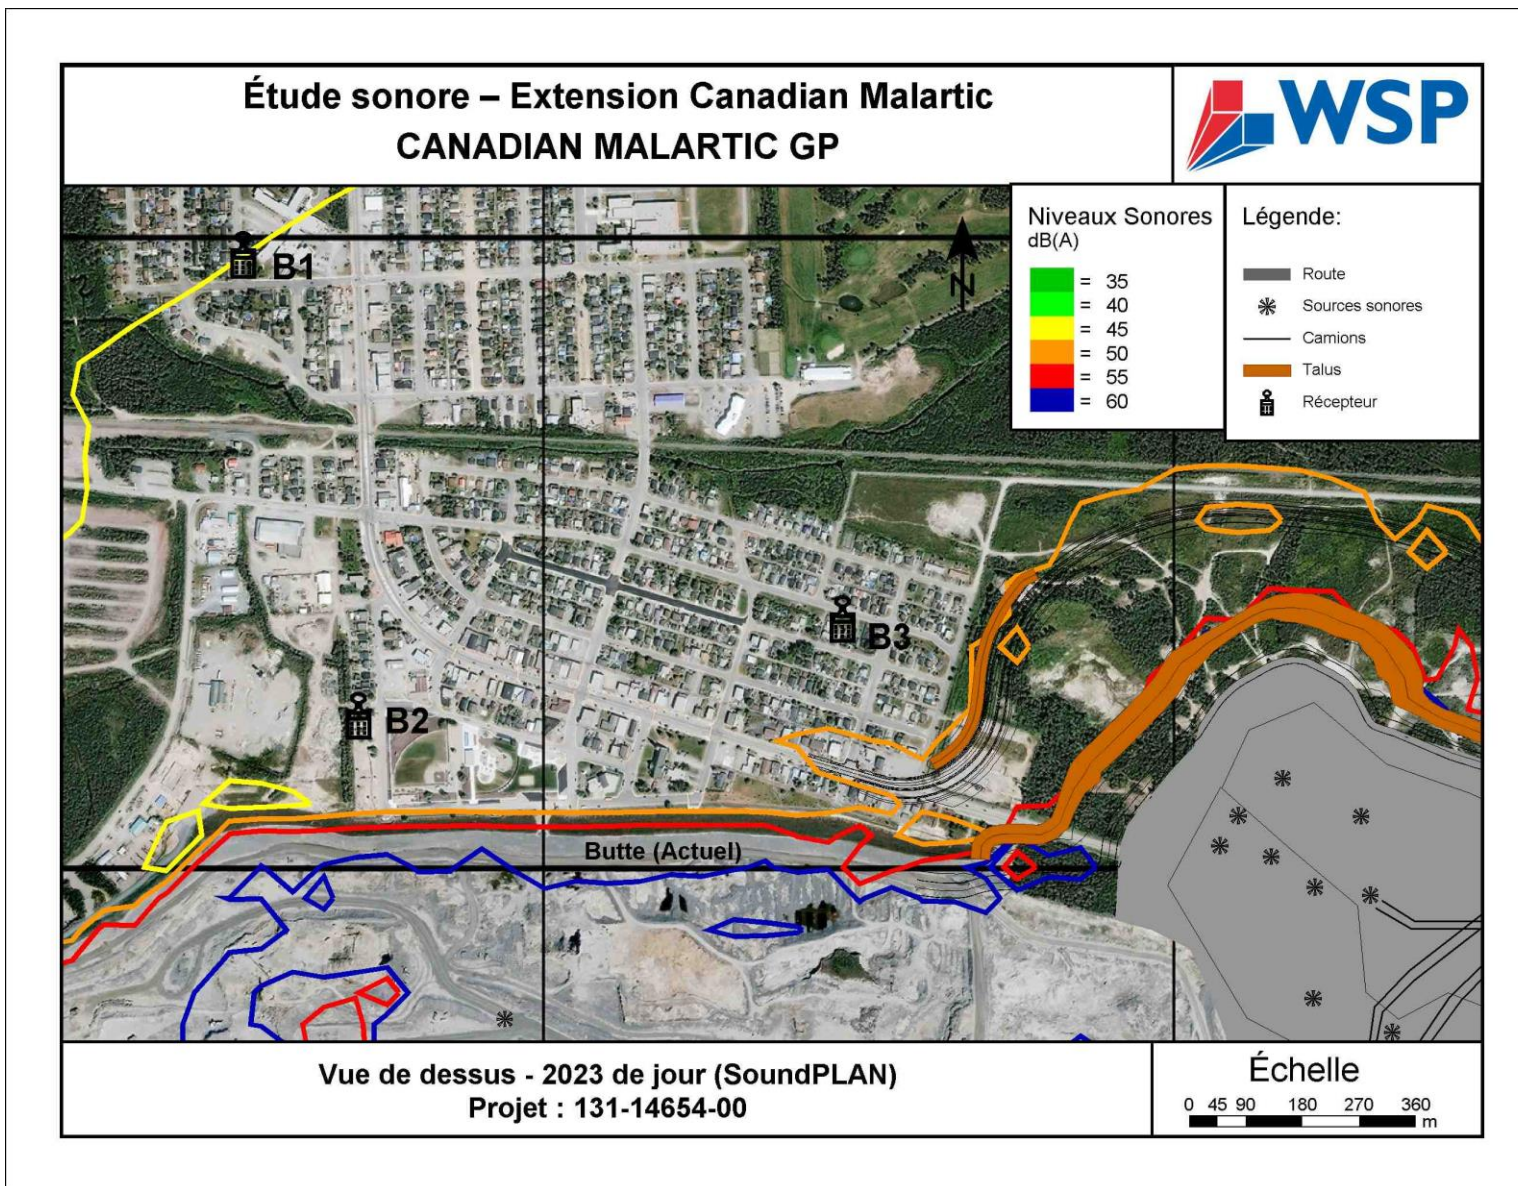 Étude sonore – Extension Canadian Malartic
CANADIAN MALARTIC GP
WSP
Niveaux Sonores
dB(A)
= 35
= 40
= 45
= 50
= 55
= 60
Légende:
Route
Sources sonores
Camions
Talus
Récepteur
N
B1
B2
B3
Butte (Actuel)
Vue de dessus - 2023 de jour (SoundPLAN)
Projet : 131-14654-00
Échelle
0 45 90 180 270 360
m